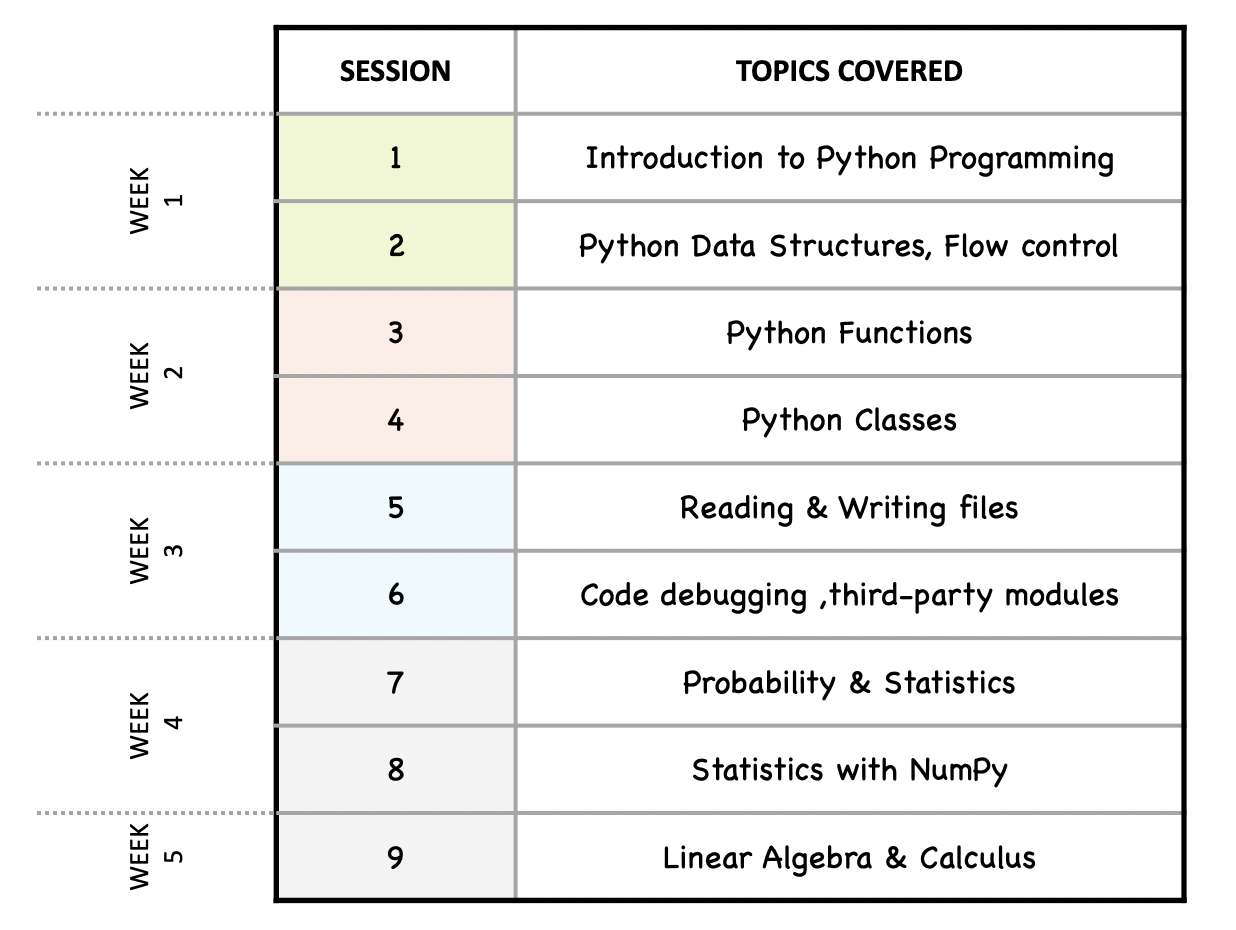 SESSION TOPICS COVERED
WEEK 1
1 Introduction to Python Programming
2 Python Data Structures, Flow control
WEEK 2
3 Python Functions
4 Python Classes
WEEK 3
5 Reading & Writing files
6 Code debugging ,third-party modules
WEEK 4
7 Probability & Statistics
8 Statistics with NumPy
WEEK 5
9 Linear Algebra & Calculus